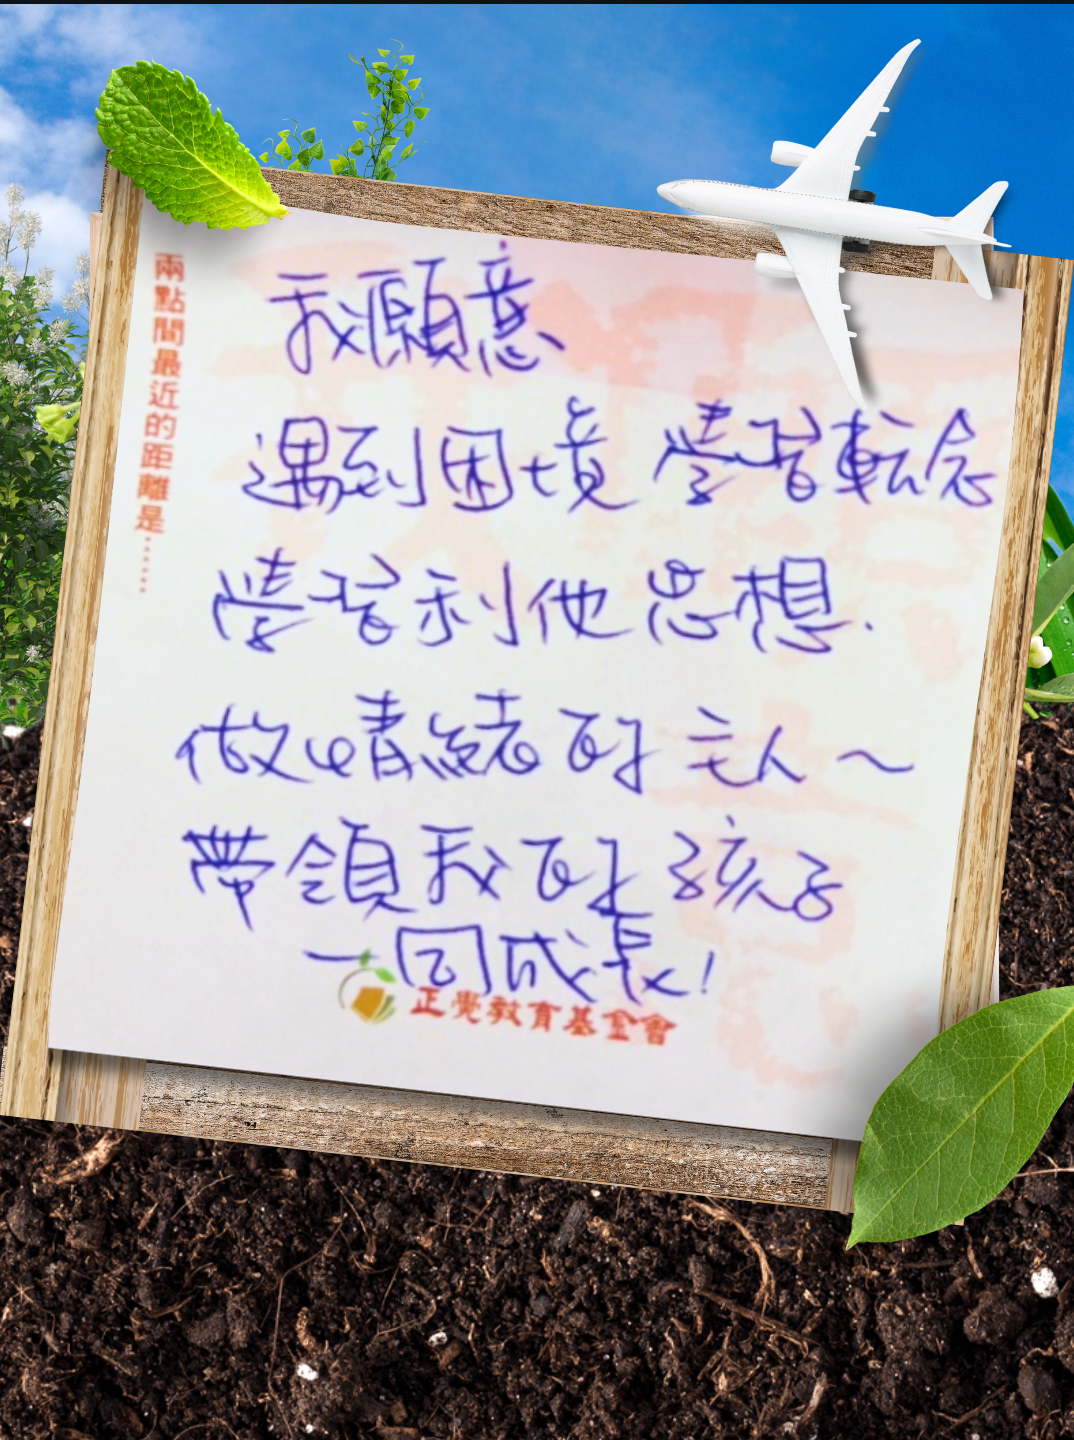 兩點間最近的距離是……
我願意
遇到困境 學習転念
學習利他思想.
做情緒的主人～
帶領我的孩子
一同成長!
正覺教育基金會